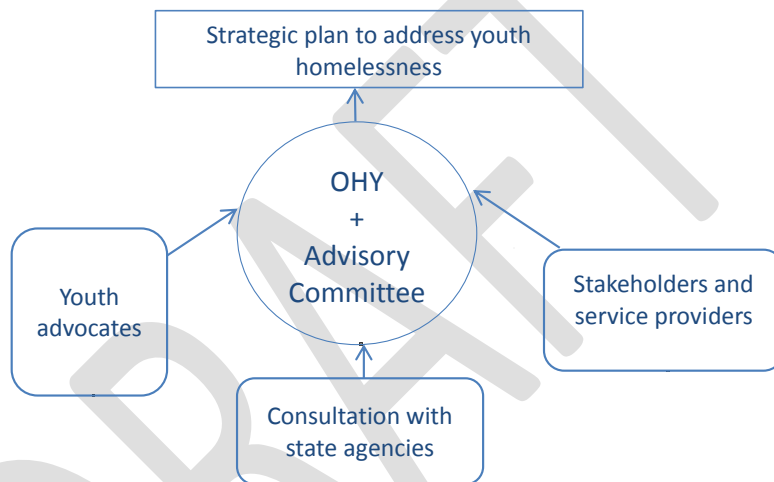 Strategic plan to address youth
homelessness
OHY
+
Advisory
Committee
Youth
advocates
Stakeholders and
service providers
Consultation with
state agencies
DRAFT